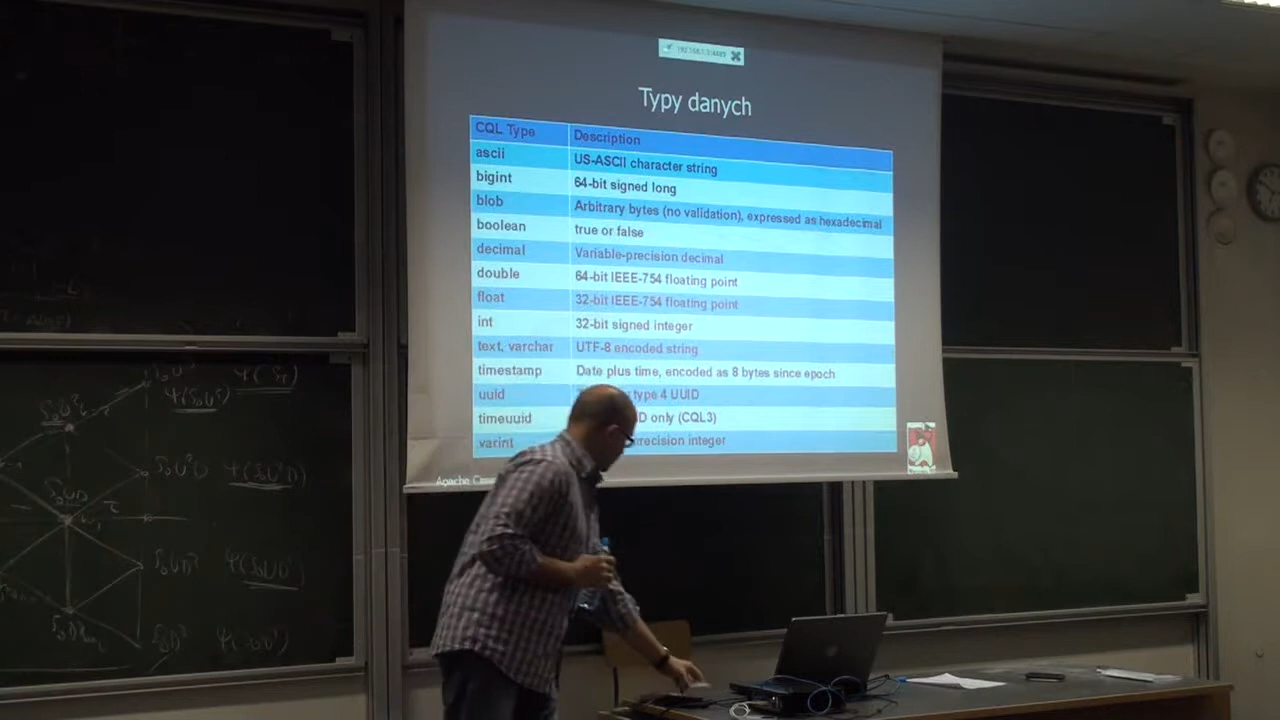 Typy danych
CQL Type Description
ascii US-ASCII character string
bigint 64-bit signed long
blob Arbitrary bytes (no validation), expressed as hexadecimal
boolean true or false
decimal Variable-precision decimal
double 64-bit IEEE-754 floating point
float 32-bit IEEE-754 floating point
int 32-bit signed integer
text, varchar UTF-8 encoded string
timestamp Date plus time, encoded as 8 bytes since epoch
uuid type 4 UUID
timeuuid only (CQL3)
varint precision integer
Apache